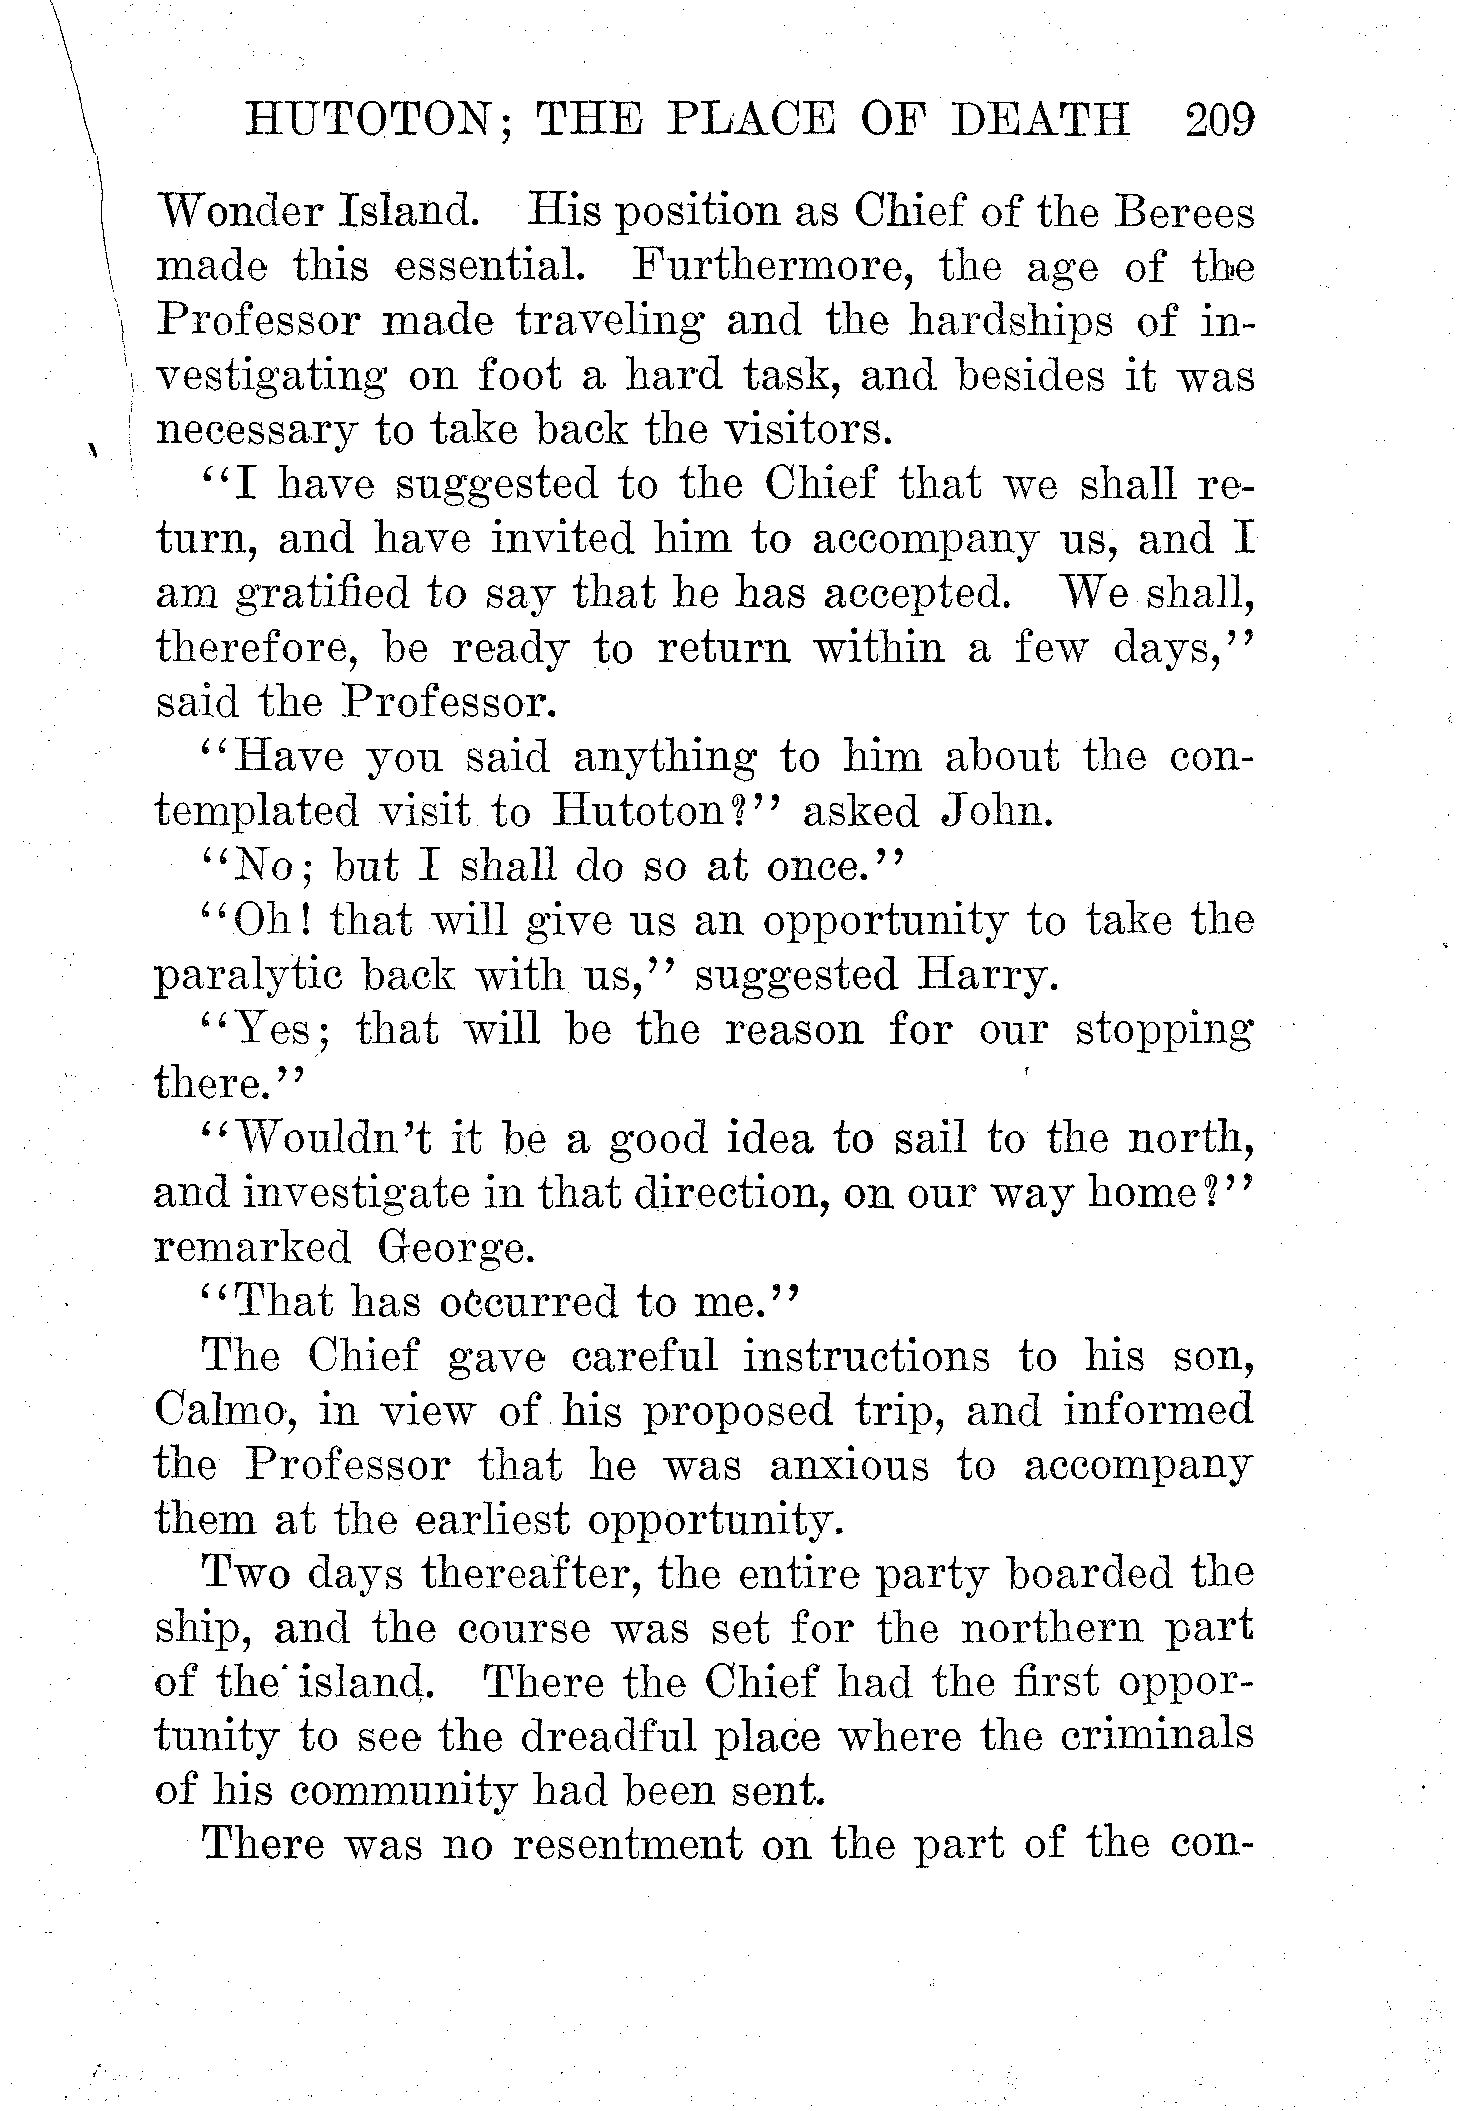 HUTOTON; THE PLACE OF DEATH 209
Wonder Island. His position as Chief of the Berees
made this essential. Furthermore, the age of the
Professor made traveling and the hardships of in-
vestigating on foot a hard task, and besides it was
necessary to take back the visitors.
"I have suggested to the Chief that we shall re-
turn, and have invited him to accompany us, and I
am gratified to say that he has accepted. We shall,
therefore, be ready to return within a few days,"
said the Professor.
"Have you said anything to him about the con-
templated visit to Hutoton?" asked John.
"No; but I shall do so at once."
"Oh! that will give us an opportunity to take the
paralytic back with us," suggested Harry.
"Yes; that will be the reason for our stopping
there."
"Wouldn't it be a good idea to sail to the north,
and investigate in that direction, on our way home?"
remarked George.
"That has occurred to me."
The Chief gave careful instructions to his son,
Calmo, in view of his proposed trip, and informed
the Professor that he was anxious to accompany
them at the earliest opportunity.
Two days thereafter, the entire party boarded the
ship, and the course was set for the northern part
of the island. There the Chief had the first oppor-
tunity to see the dreadful place where the criminals
of his community had been sent.
There was no resentment on the part of the con-